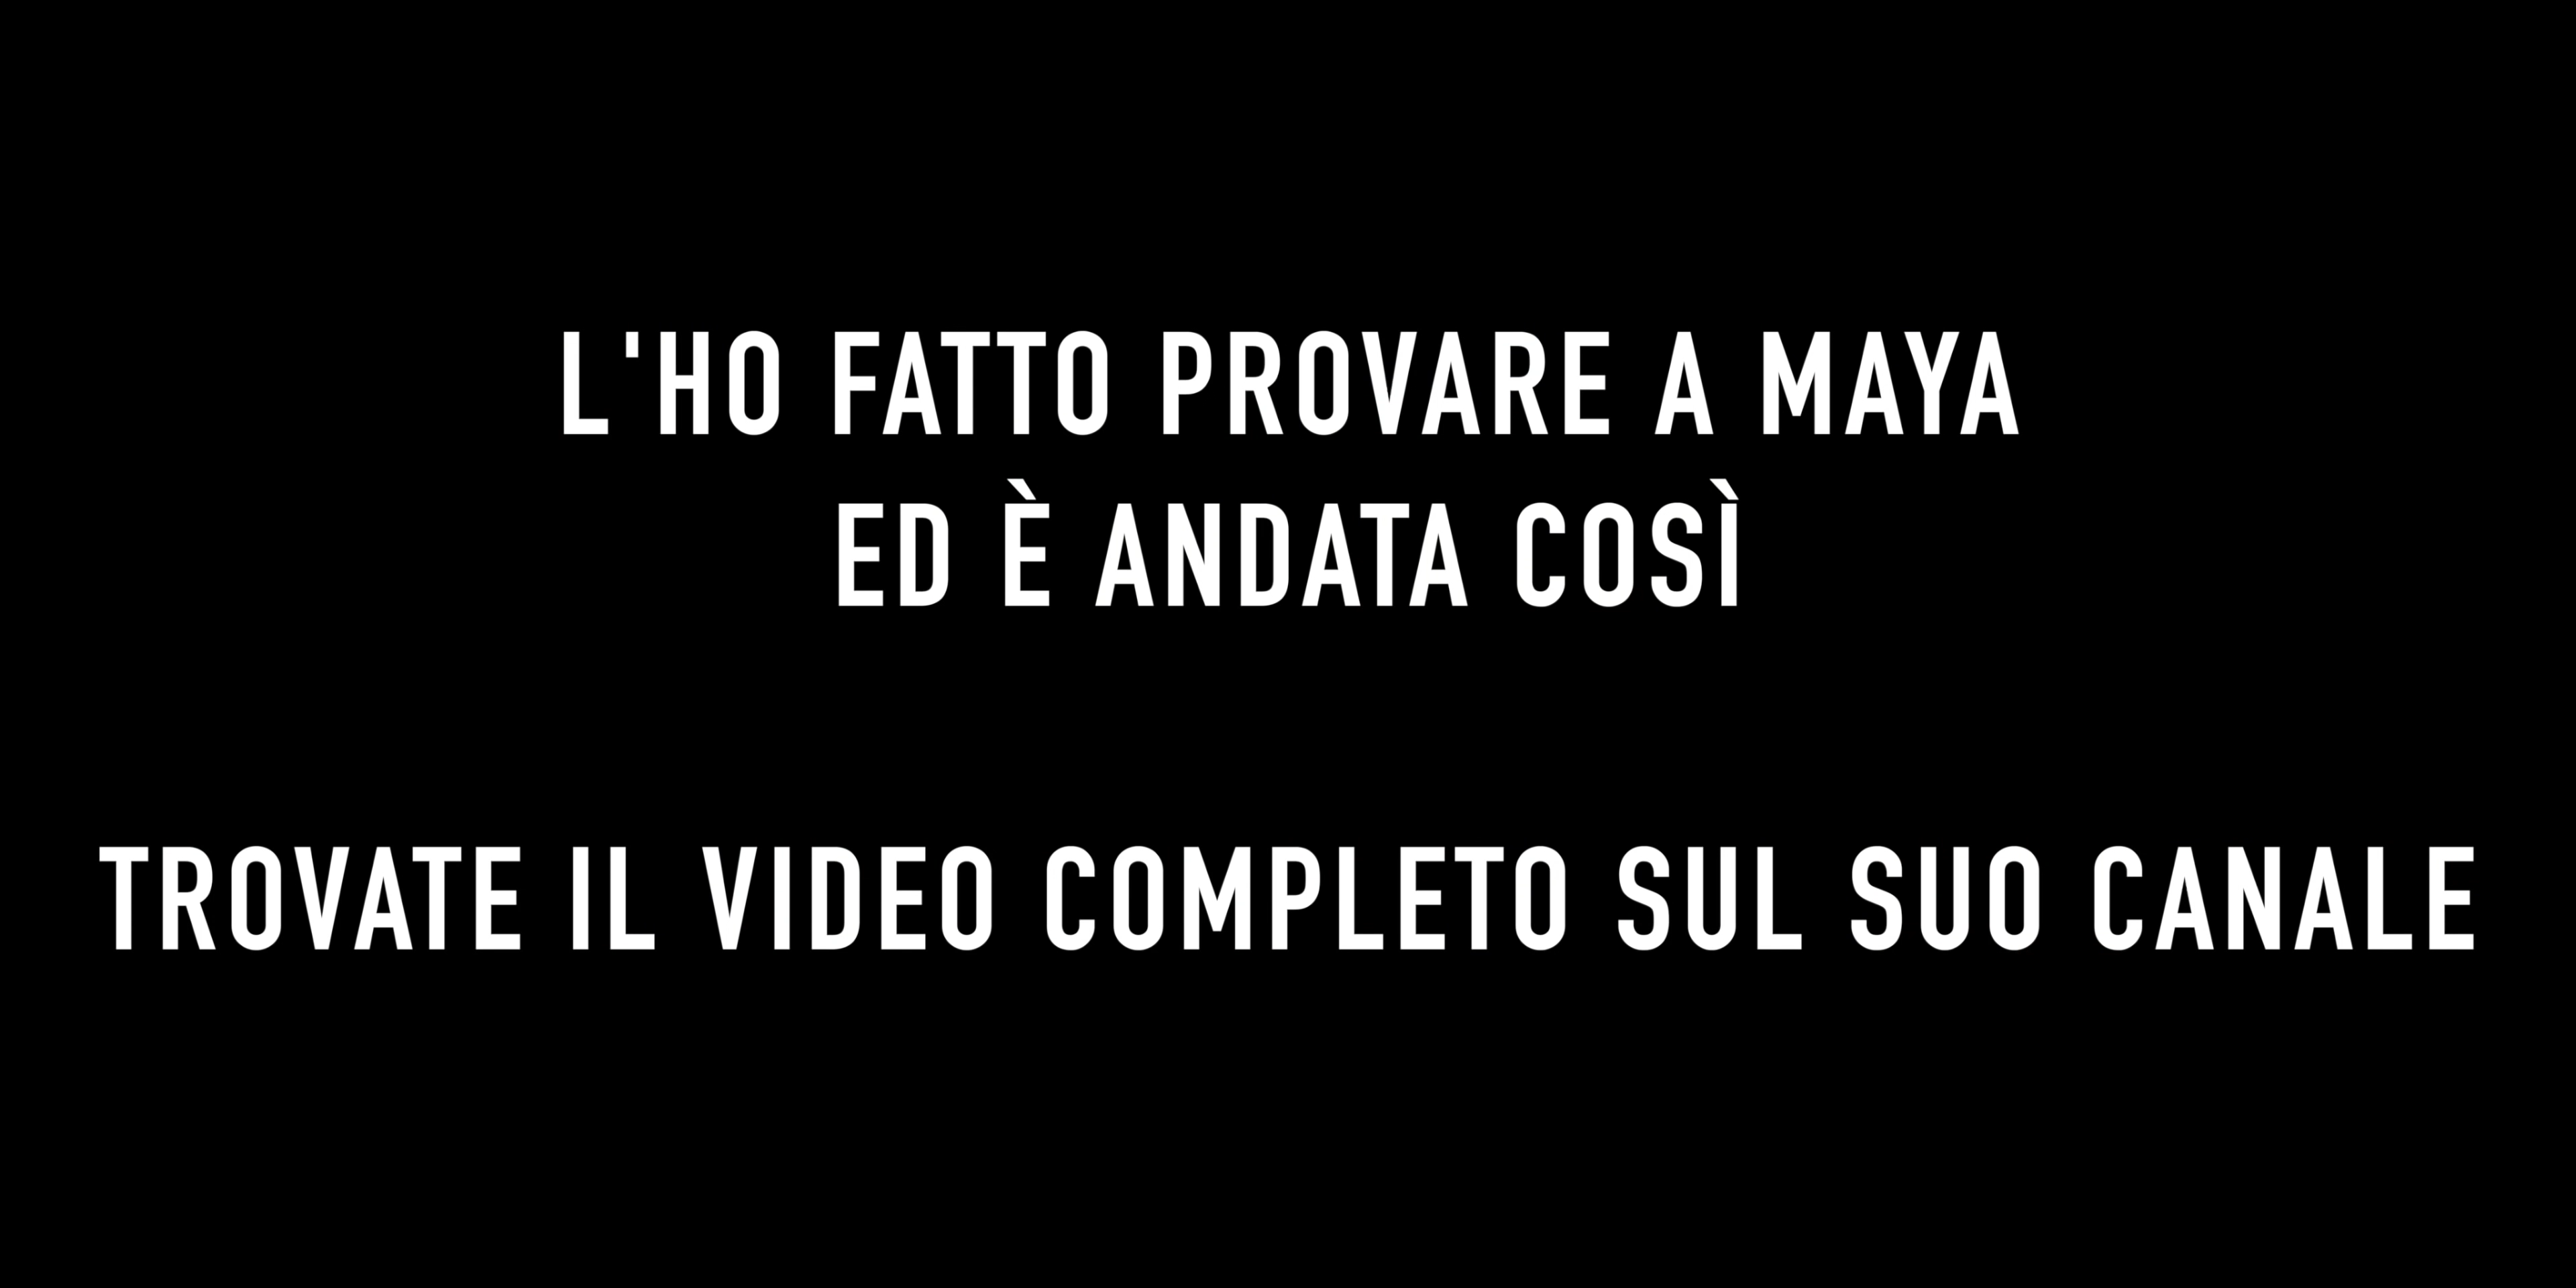 L'HO FATTO PROVARE A MAYA
ED È ANDATA COSÌ
TROVATE IL VIDEO COMPLETO SUL SUO CANALE